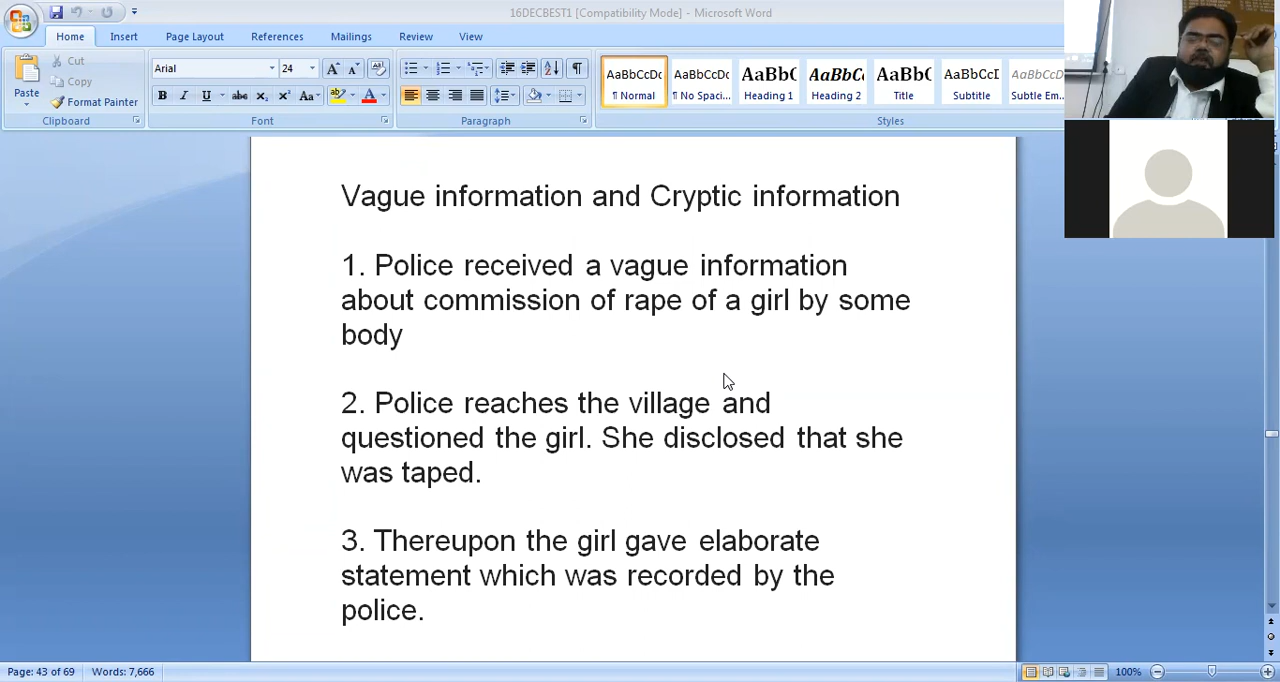 16DECBEST1 [Compatibility Mode] - Microsoft Word
Home Insert Page Layout References Mailings Review View
Paste
Cut
Copy
Format Painter
Clipboard
Arial 24
B I U abc X₂ X² Aa A
Font
Paragraph
AaBbCcDc AaBbCcDc AaBbC AaBbC AaBbC AaBbCcI AaBbCcD
¶ Normal ¶ No Spaci... Heading 1 Heading 2 Title Subtitle Subtle Em...
Styles
Vague information and Cryptic information
1. Police received a vague information
about commission of rape of a girl by some
body
2. Police reaches the village and
questioned the girl. She disclosed that she
was taped.
3. Thereupon the girl gave elaborate
statement which was recorded by the
police.
Page: 43 of 69 Words: 7,666 100%